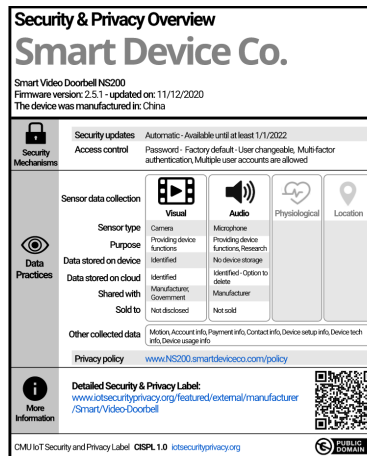 Security & Privacy Overview
Smart Device Co.
Smart Video Doorbell NS200
Firmware version: 2.5.1 - updated on: 11/12/2020
The device was manufactured in: China
Security Mechanisms
Security updates Automatic - Available until at least 1/1/2022
Access control Password - Factory default - User changeable, Multi-factor
authentication, Multiple user accounts are allowed
Data Practices
Sensor data collection Visual Audio Physiological Location
Sensor type Camera Microphone
Purpose Providing device functions Providing device functions, Research
Data stored on device Identified No device storage
Data stored on cloud Identified Identified - Option to delete
Shared with Manufacturer, Government Manufacturer
Sold to Not disclosed Not sold
Other collected data Motion, Account info, Payment info, Contact info, Device setup info, Device tech
info, Device usage info
Privacy policy www.NS200.smartdeviceco.com/policy
More Information
Detailed Security & Privacy Label:
www.iotsecurityprivacy.org/featured/external/manufacturer
/Smart/Video-Doorbell
CMU IoT Security and Privacy Label CISPL 1.0 iotsecurityprivacy.org
PUBLIC
DOMAIN